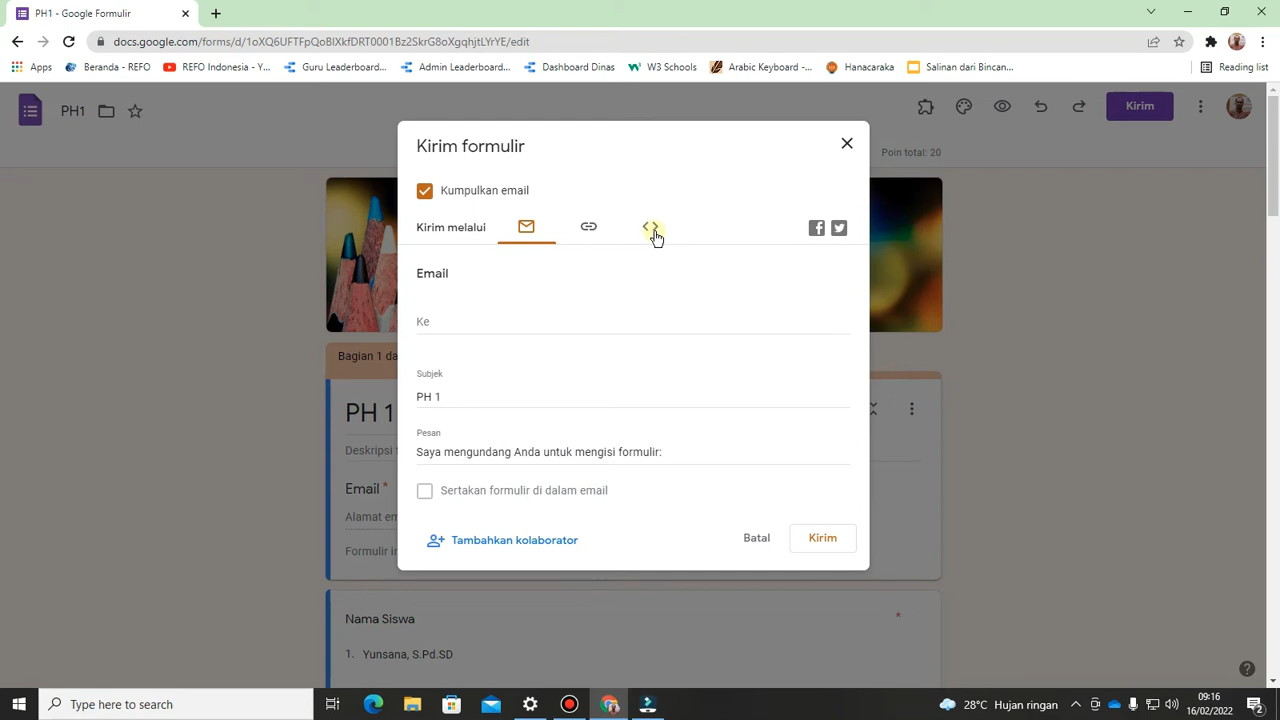 PH1 - Google Formulir
docs.google.com/forms/d/1oXQ6UFTFpQoBlXkfDRT0001Bz2SkrG8oXgqhjtLYrYE/edit
Apps
Beranda - REFO
REFO Indonesia - Y...
Guru Leaderboard...
Admin Leaderboard...
Dashboard Dinas
W3 Schools
Arabic Keyboard -...
Hanacaraka
Salinan dari Bincan...
Reading list
PH1
Kirim
Poin total: 20
Kirim formulir
Kumpulkan email
Kirim melalui
Email
Ke
Subjek
PH 1
Pesan
Saya mengundang Anda untuk mengisi formulir:
Sertakan formulir di dalam email
Tambahkan kolaborator
Batal
Kirim
Bagian 1 da
PH 1
Deskripsi
Email *
Alamat em
Formulir in
Nama Siswa
*
1. Yunsana, S.Pd.SD
Type here to search
28°C Hujan ringan
09:16
16/02/2022
2